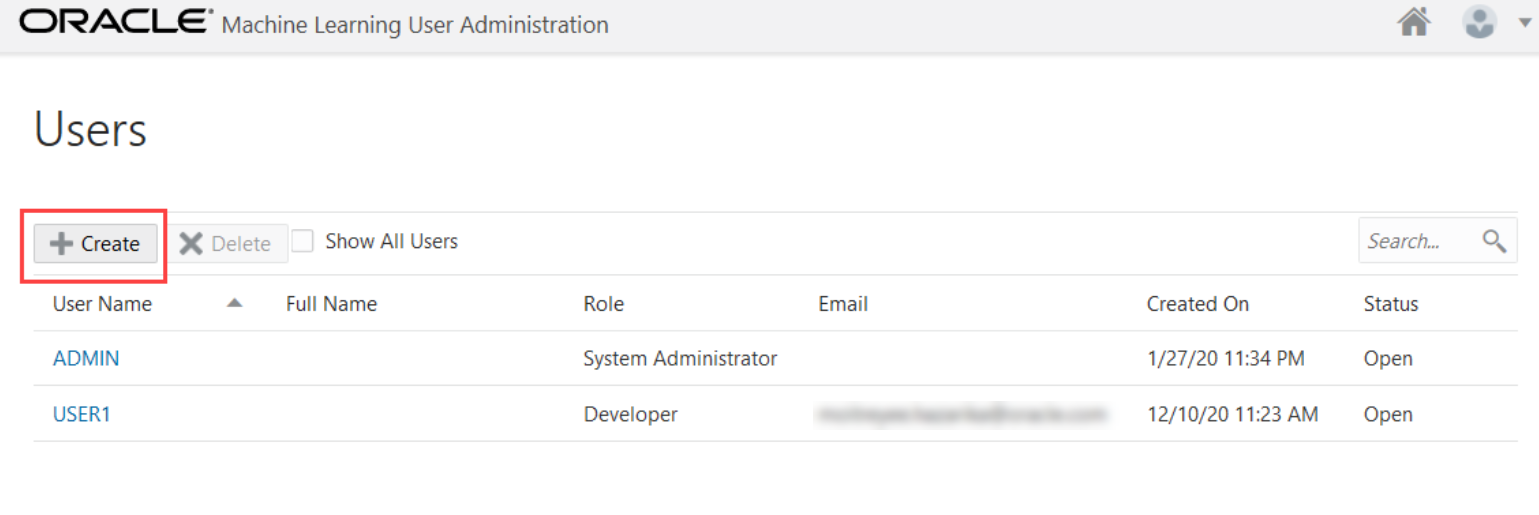 ORACLE® Machine Learning User Administration
Users
Create Delete Show All Users Search...
User Name Full Name Role Email Created On Status
ADMIN System Administrator 1/27/20 11:34 PM Open
USER1 Developer 12/10/20 11:23 AM Open